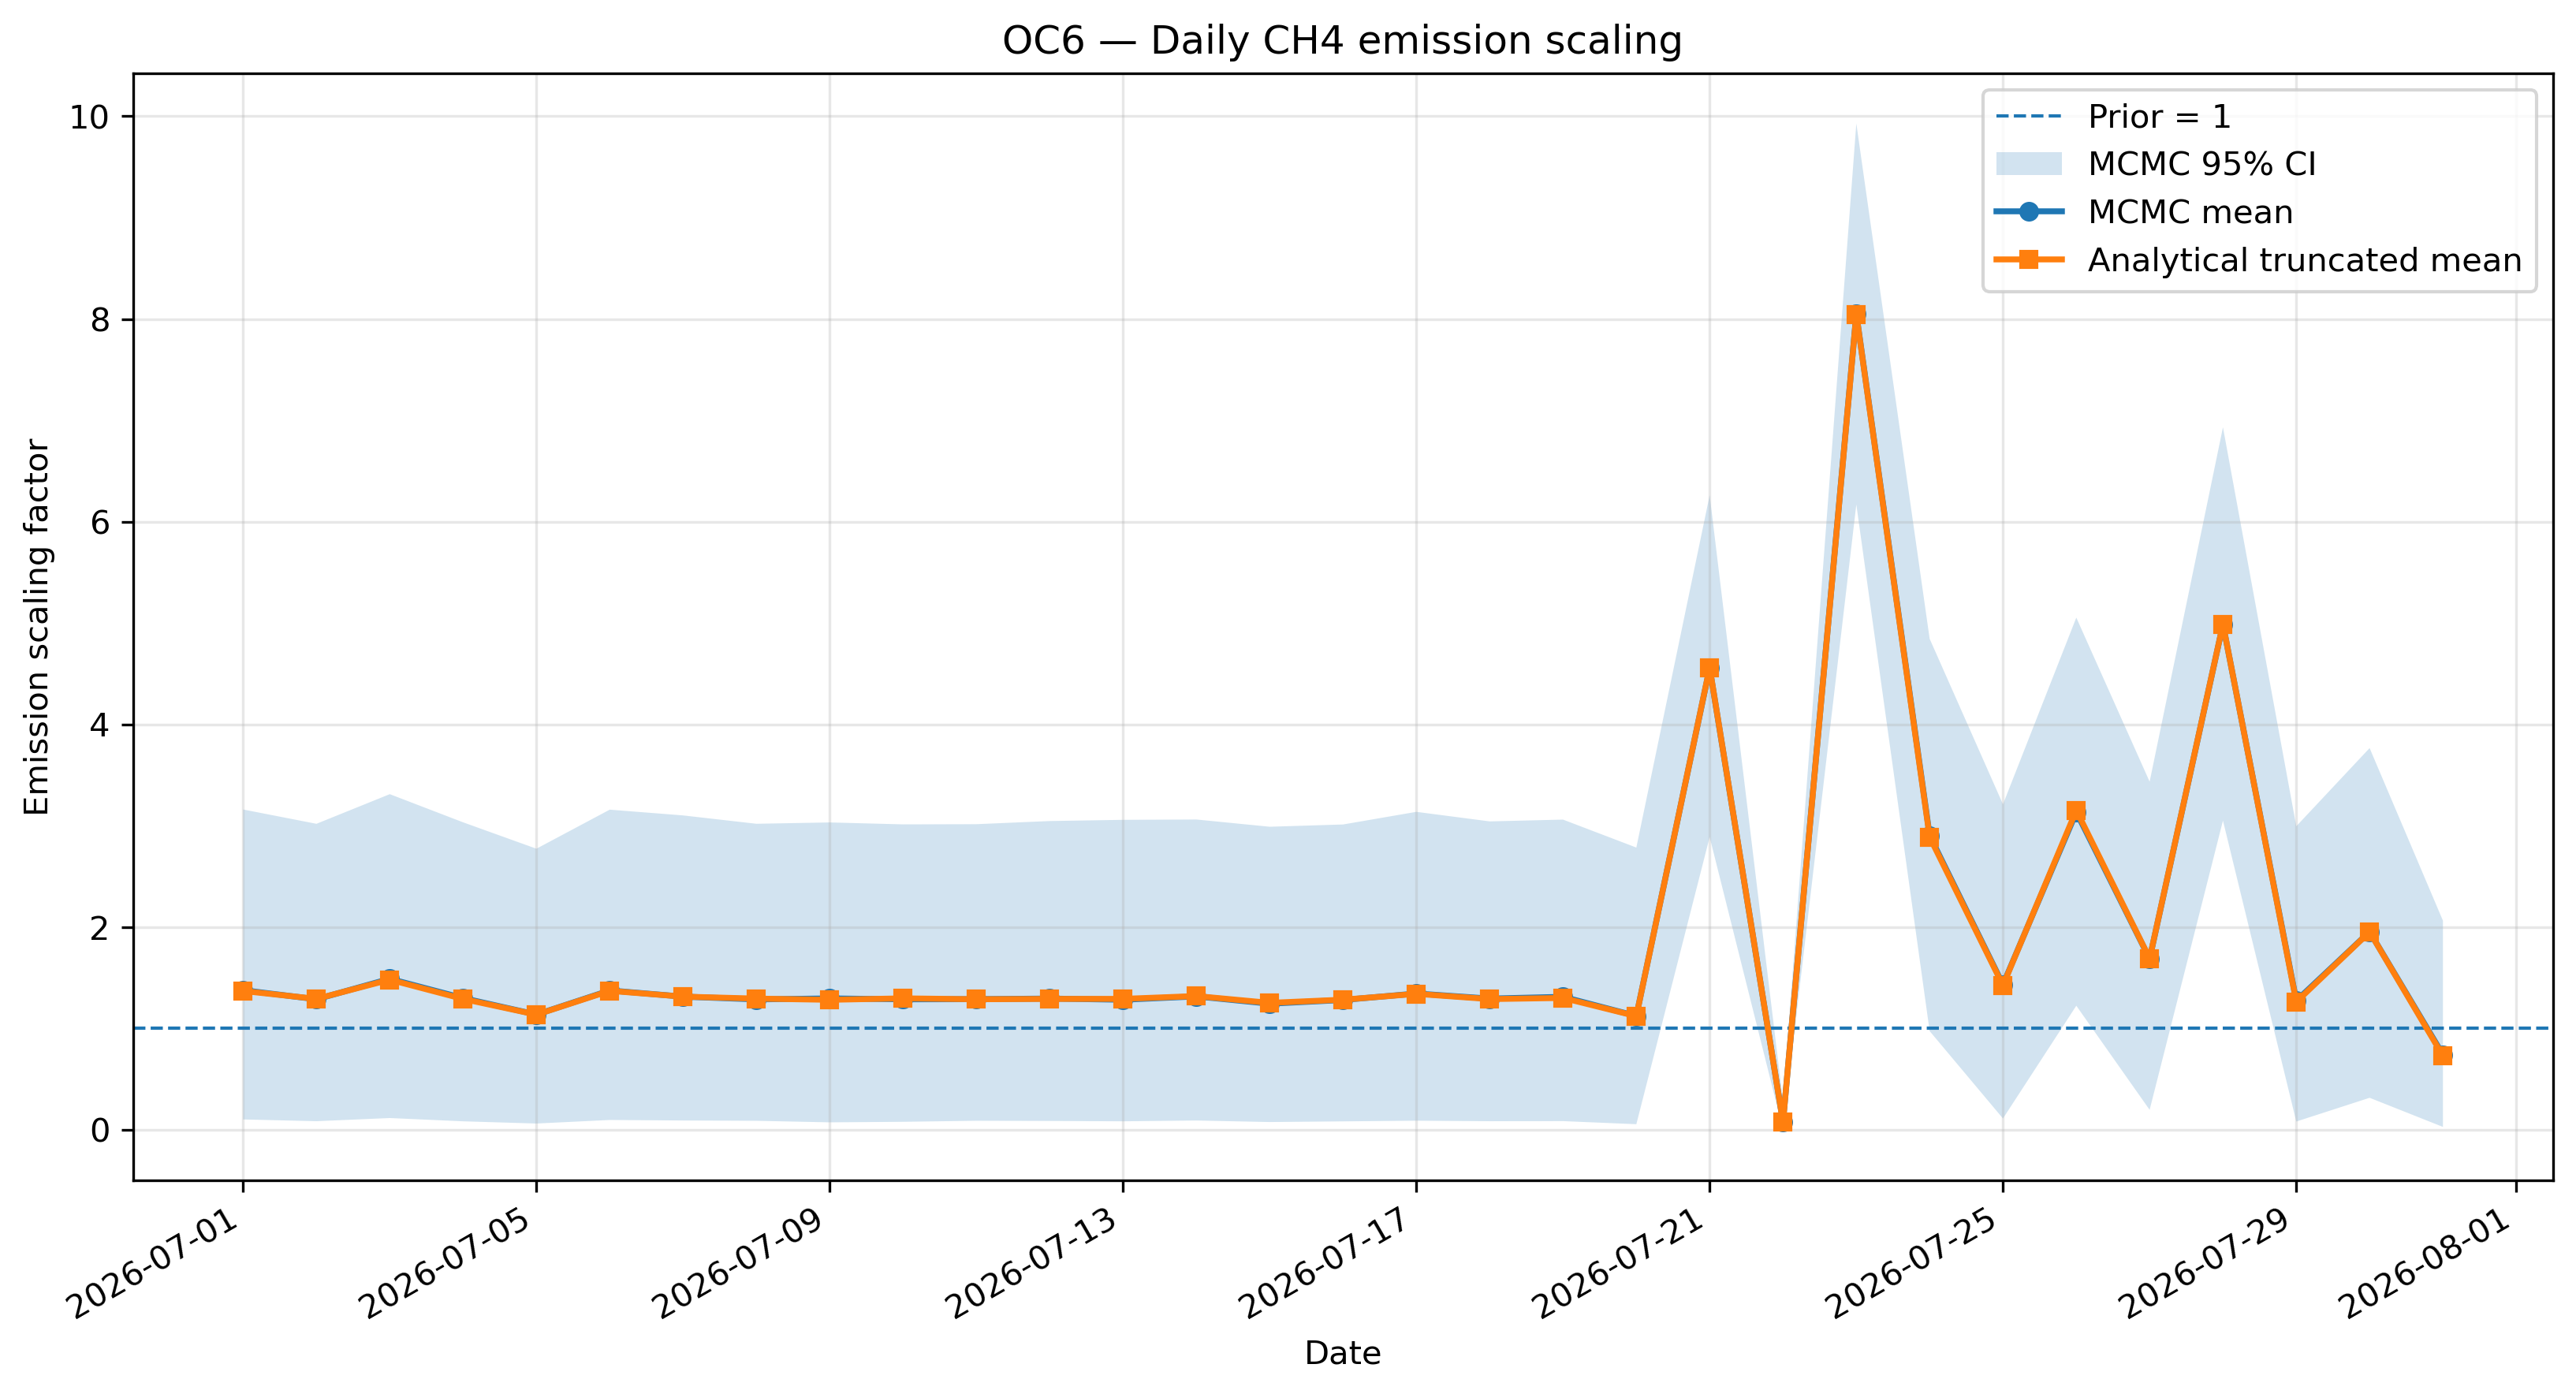 OC6 — Daily CH4 emission scaling
Prior = 1
MCMC 95% CI
MCMC mean
Analytical truncated mean
Emission scaling factor
10
8
6
4
2
0
2026-07-01
2026-07-05
2026-07-09
2026-07-13
2026-07-17
2026-07-21
2026-07-25
2026-07-29
2026-08-01
Date